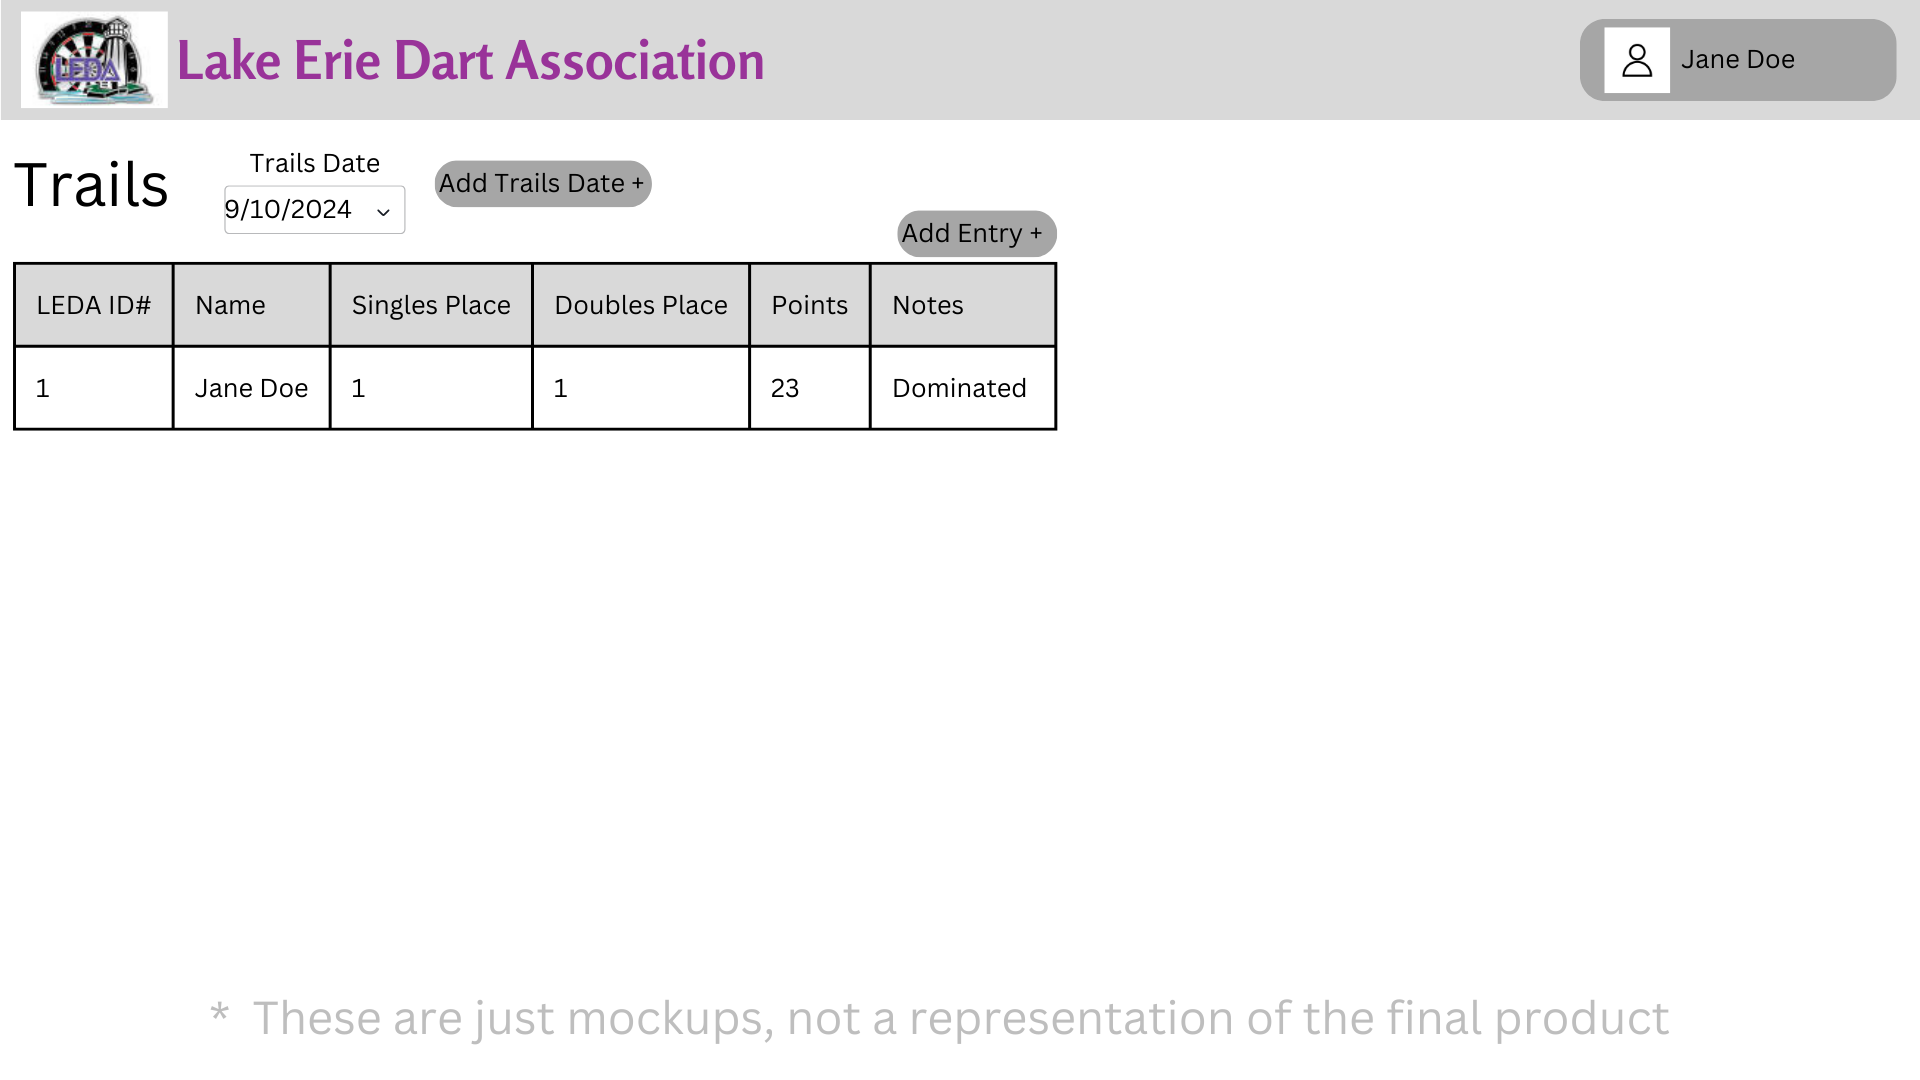 LEDA
Lake Erie Dart Association
Jane Doe
Trails
Trails Date
9/10/2024
Add Trails Date +
Add Entry +
LEDA ID# Name Singles Place Doubles Place Points Notes
1 Jane Doe 1 1 23 Dominated
* These are just mockups, not a representation of the final product